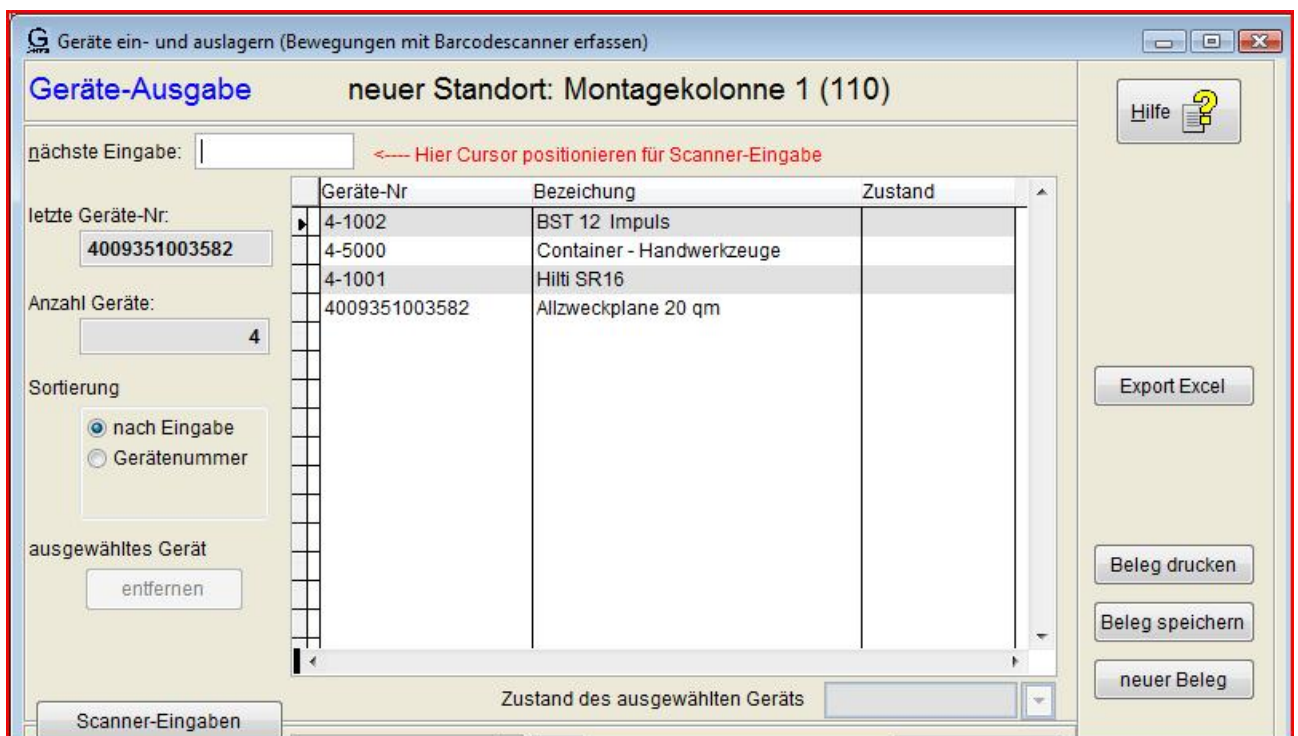 Geräte ein- und auslagern (Bewegungen mit Barcodescanner erfassen)
Geräte-Ausgabe neuer Standort: Montagekolonne 1 (110)
Hilfe
nächste Eingabe: <---- Hier Cursor positionieren für Scanner-Eingabe
Geräte-Nr Bezeichung Zustand
letzte Geräte-Nr:
4009351003582
Anzahl Geräte:
4
4-1002 BST 12 Impuls
4-5000 Container - Handwerkzeuge
4-1001 Hilti SR16
4009351003582 Allzweckplane 20 qm
Sortierung
nach Eingabe
Gerätenummer
ausgewähltes Gerät
entfernen
Export Excel
Beleg drucken
Beleg speichern
neuer Beleg
Zustand des ausgewählten Geräts
Scanner-Eingaben